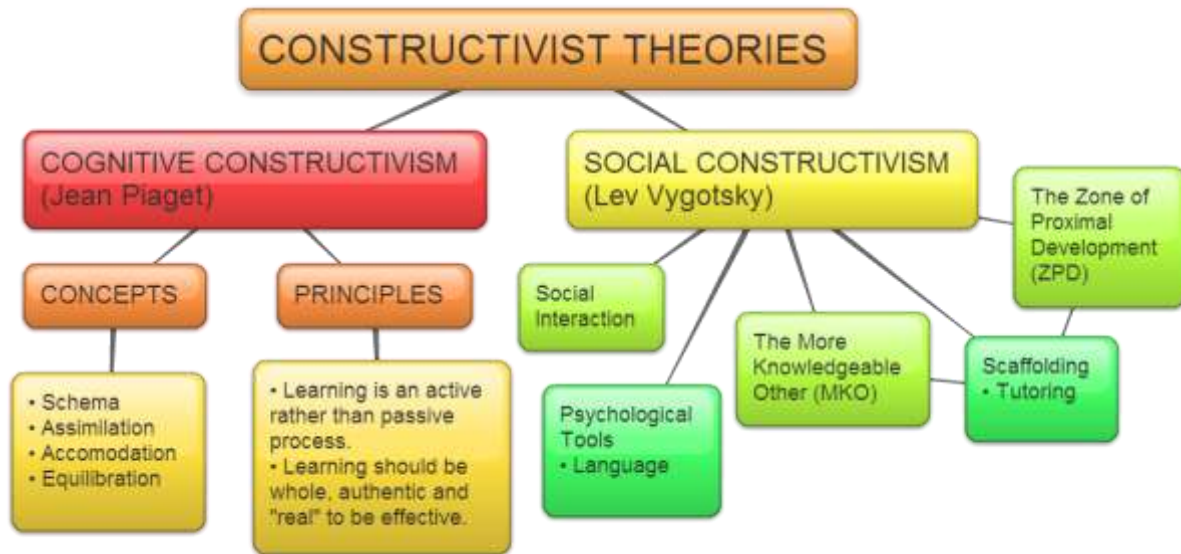 CONSTRUCTIVIST THEORIES
COGNITIVE CONSTRUCTIVISM
(Jean Piaget)
SOCIAL CONSTRUCTIVISM
(Lev Vygotsky)
The Zone of
Proximal
Development
(ZPD)
CONCEPTS
PRINCIPLES
Social
Interaction
The More
Knowledgeable
Other (MKO)
Scaffolding
• Tutoring
• Schema
• Assimilation
• Accomodation
• Equilibration
• Learning is an active
rather than passive
process.
• Learning should be
whole, authentic and
"real" to be effective.
Psychological
Tools
• Language